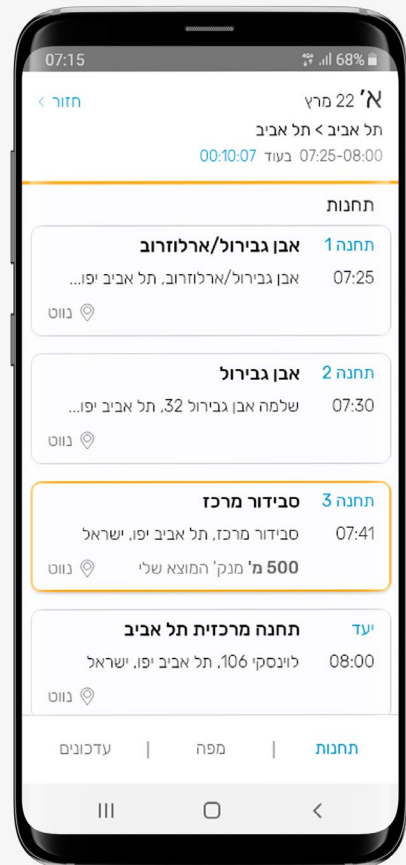 07:15
4G+ 68%
א' 22 מרץ
חזור >
תל אביב > תל אביב
07:25-08:00 בעוד 00:10:07
תחנות
תחנה 1 אבן גבירול/ארלוזרוב
07:25 אבן גבירול/ארלוזרוב, תל אביב יפו...
נווט
תחנה 2 אבן גבירול
07:30 שלמה אבן גבירול 32, תל אביב יפו...
נווט
תחנה 3 סבידור מרכז
07:41 סבידור מרכז, תל אביב יפו, ישראל
500 מ' מנק' המוצא שלי נווט
יעד תחנה מרכזית תל אביב
08:00 לוינסקי 106, תל אביב יפו, ישראל
נווט
תחנות | מפה | עדכונים